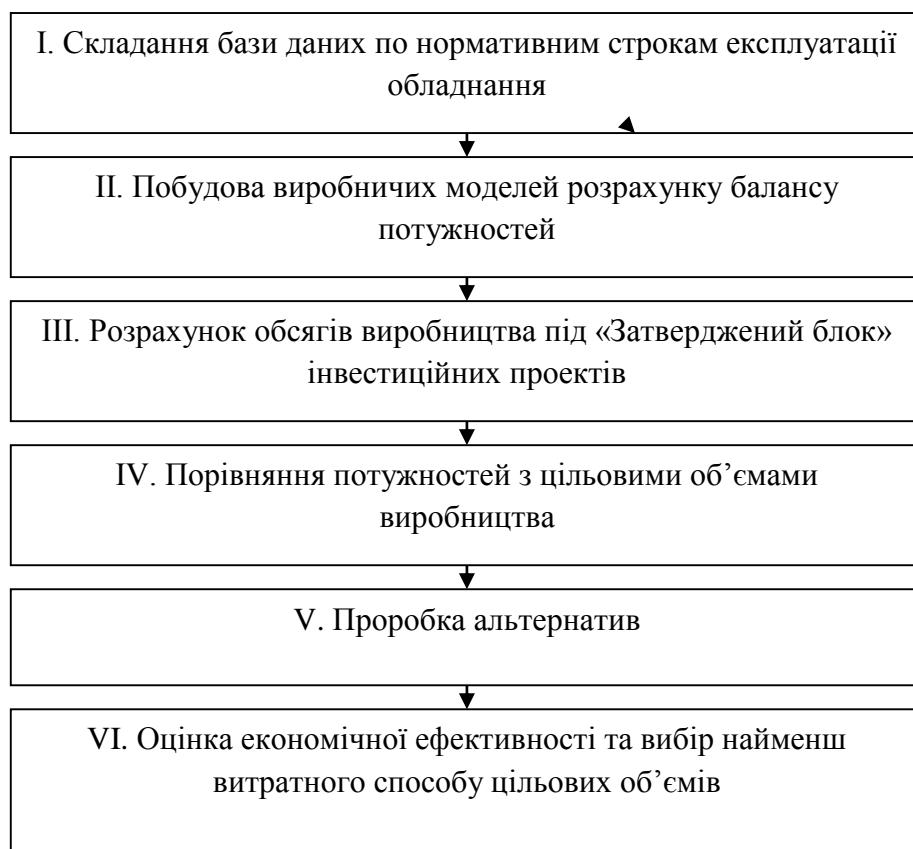 I. Складання бази даних по нормативним строкам експлуатації
обладнання
II. Побудова виробничих моделей розрахунку балансу
потужностей
III. Розрахунок обсягів виробництва під «Затверджений блок»
інвестиційних проектів
IV. Порівняння потужностей з цільовими об’ємами
виробництва
V. Проробка альтернатив
VI. Оцінка економічної ефективності та вибір найменш
витратного способу цільових об’ємів